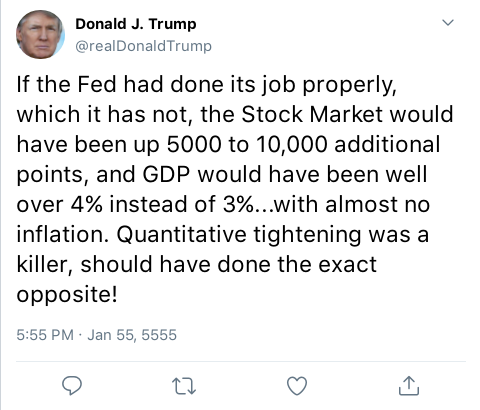 Donald J. Trump
@realDonaldTrump
If the Fed had done its job properly,
which it has not, the Stock Market would
have been up 5000 to 10,000 additional
points, and GDP would have been well
over 4% instead of 3%...with almost no
inflation. Quantitative tightening was a
killer, should have done the exact
opposite!
5:55 PM · Jan 55, 5555